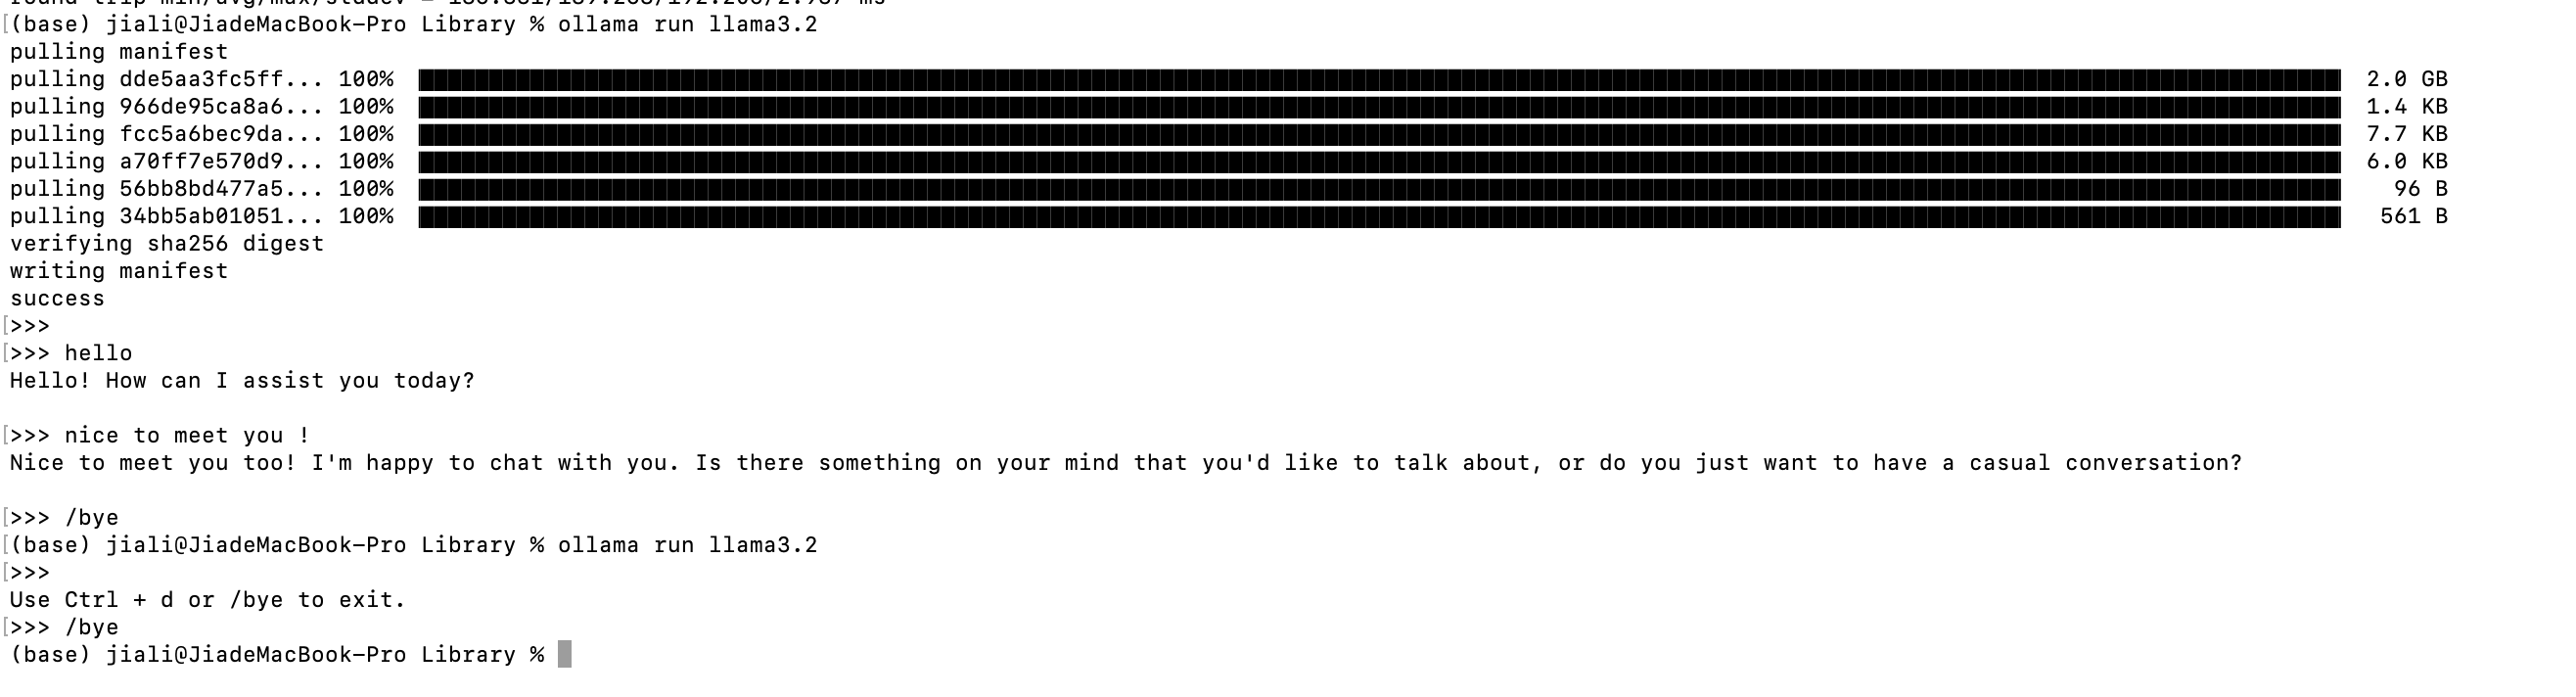 (base) jiali@JiadeMacBook-Pro Library % ollama run llama3.2
pulling manifest
pulling dde5aa3fc5ff... 100% 2.0 GB
pulling 966de95ca8a6... 100% 1.4 KB
pulling fcc5a6bec9da... 100% 7.7 KB
pulling a70ff7e570d9... 100% 6.0 KB
pulling 56bb8bd477a5... 100% 96 B
pulling 34bb5ab01051... 100% 561 B
verifying sha256 digest
writing manifest
success
>>>
>>> hello
Hello! How can I assist you today?
>>> nice to meet you !
Nice to meet you too! I'm happy to chat with you. Is there something on your mind that you'd like to talk about, or do you just want to have a casual conversation?
>>> /bye
(base) jiali@JiadeMacBook-Pro Library % ollama run llama3.2
>>>
Use Ctrl + d or /bye to exit.
>>> /bye
(base) jiali@JiadeMacBook-Pro Library %